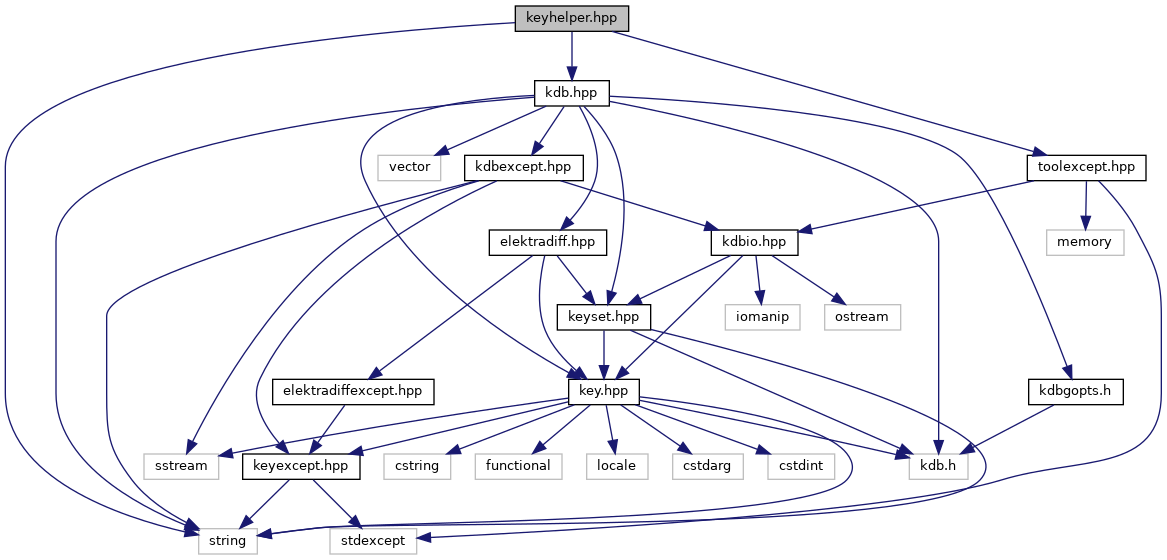 keyhelper.hpp
kdb.hpp
vector
kdbexcept.hpp
toolexcept.hpp
elektradiff.hpp
kdbio.hpp
memory
keyset.hpp
iomanip
ostream
elektradiffexcept.hpp
key.hpp
kdbgopts.h
sstream
keyexcept.hpp
cstring
functional
locale
cstdarg
cstdint
kdb.h
string
stdexcept